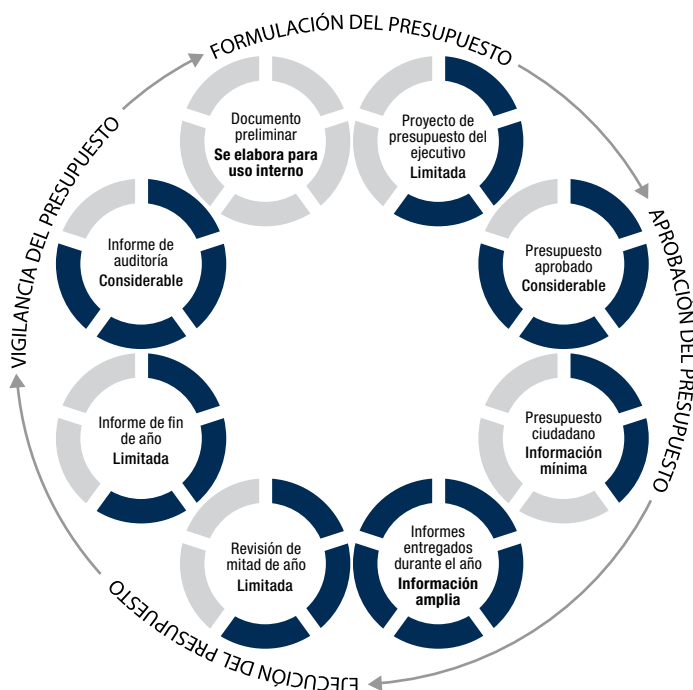 FORMULACIÓN DEL PRESUPUESTO
Documento
preliminar
Se elabora para
uso interno
Proyecto de
presupuesto del
ejecutivo
Limitada
APROBACIÓN DEL PRESUPUESTO
Presupuesto
aprobado
Considerable
Presupuesto
ciudadano
Información
mínima
Informes
entregados
durante el año
Información
amplia
EJECUCIÓN DEL PRESUPUESTO
Revisión de
mitad de año
Limitada
Informe de fin
de año
Limitada
VIGILANCIA DEL PRESUPUESTO
Informe de
auditoría
Considerable